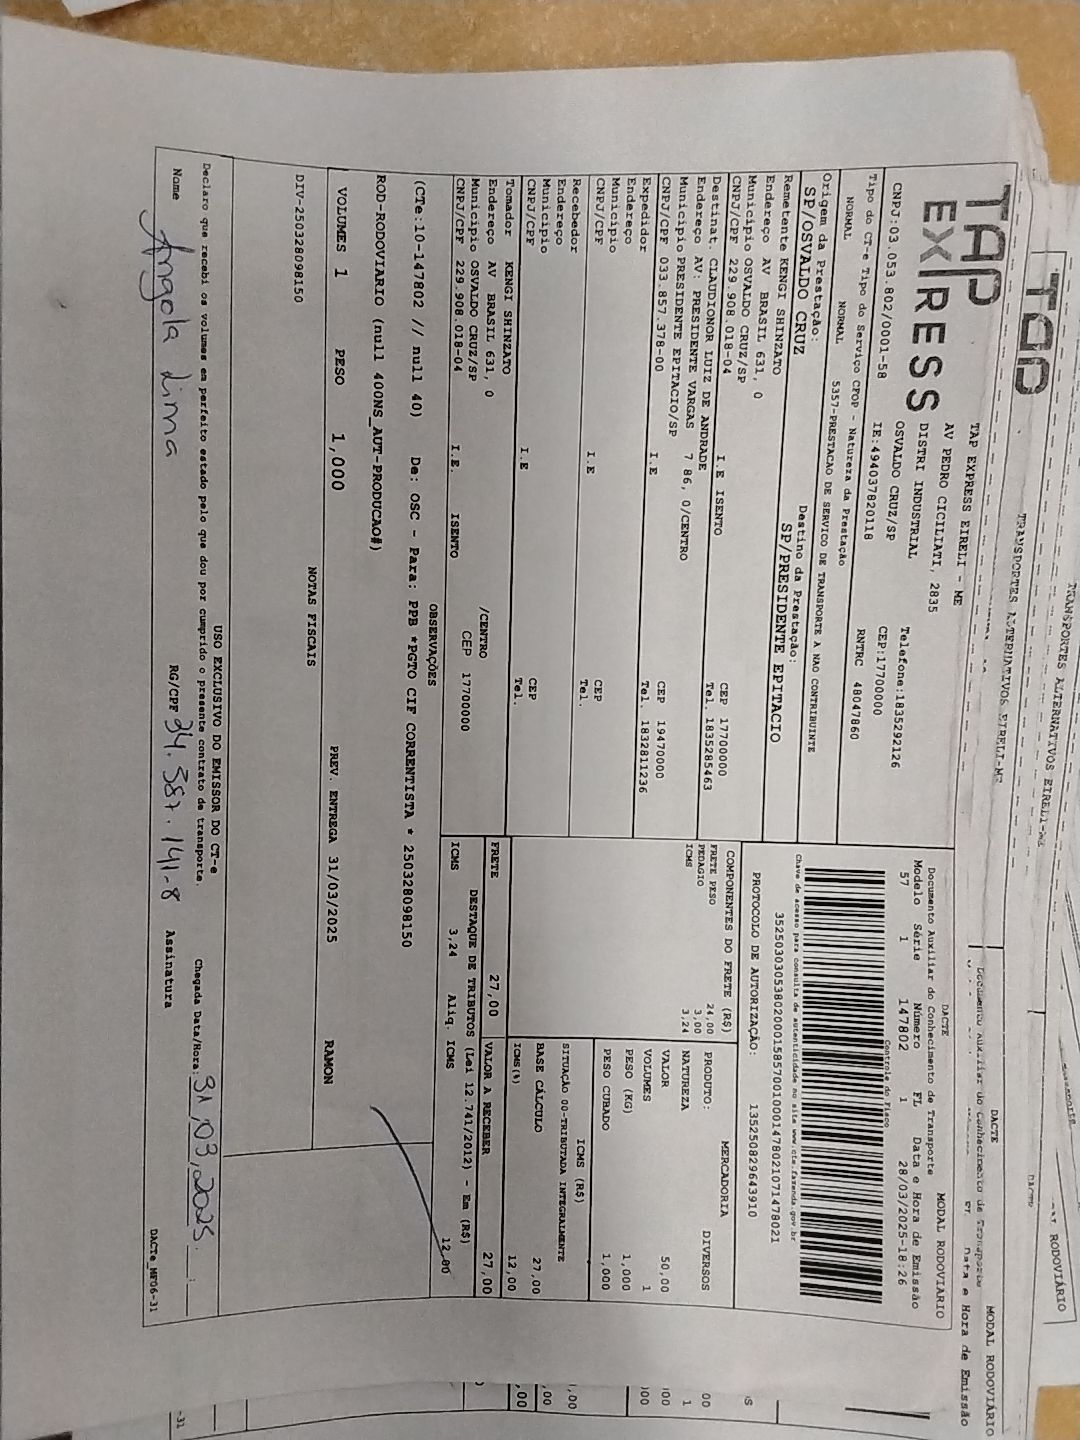 TAP
EXPRESS
TAP EXPRESS EIRELI - ME
AV PEDRO CICILIATI, 2835
DISTRI INDUSTRIAL
OSVALDO CRUZ/SP
Telefone:1835292126
CEP:17700000
CNPJ:03.053.802/0001-58
IE:494037820118
RNTRC 48047860
DACTE
Documento Auxiliar do Conhecimento de Transporte
MODAL RODOVIARIO
Modelo Série Número FL Data e Hora de Emissão
57 1 147802 1 28/03/2025-18:26
Controle do Fisco
Tipo do CT-e Tipo do Serviço CFOP - Natureza da Prestação
NORMAL NORMAL 5357-PRESTACAO DE SERVICO DE TRANSPORTE A NAO CONTRIBUINTE
Chave de acesso para consulta de autenticidade no site www.cte.fazenda.gov.br
35250303053802000158570010001478021071478021
PROTOCOLO DE AUTORIZAÇÃO: 135250829643910
Origem da Prestação: Destino da Prestação:
SP/OSVALDO CRUZ SP/PRESIDENTE EPITACIO
Remetente KENGI SHINZATO
Endereço AV BRASIL 631, 0
Município OSVALDO CRUZ/SP CEP 17700000
CNPJ/CPF 229.908.018-04 I.E ISENTO Tel. 1835285463
Destinat. CLAUDIONOR LUIZ DE ANDRADE
Endereço AV: PRESIDENTE VARGAS 7 86, 0/CENTRO
Município PRESIDENTE EPITACIO/SP CEP 19470000
CNPJ/CPF 033.857.378-00 I.E Tel. 1832811236
Expedidor
Endereço
Município CEP
CNPJ/CPF I.E Tel.
Recebedor
Endereço
Município CEP
CNPJ/CPF I.E Tel.
Tomador KENGI SHINZATO
Endereço AV BRASIL 631, 0 /CENTRO
Município OSVALDO CRUZ/SP CEP 17700000
CNPJ/CPF 229.908.018-04 I.E. ISENTO
COMPONENTES DO FRETE (R$)
FRETE PESO 24,00
PEDAGIO 3,00
ICMS 3,24
FRETE 27,00
MERCADORIA
PRODUTO: DIVERSOS
NATUREZA
VALOR 50,00
VOLUMES 1
PESO (KG) 1,000
PESO CUBADO 1,000
ICMS (R$)
SITUAÇÃO 00-TRIBUTADA INTEGRALMENTE
BASE CÁLCULO 27,00
ICMS(%) 12,00
VALOR A RECEBER 27,00
DESTAQUE DE TRIBUTOS (Lei 12.741/2012) - Em (R$)
ICMS 3,24 Aliq. ICMS 12,00
OBSERVAÇÕES
(CTe:10-147802 // null 40) De: OSC - Para: PPB *PGTO CIF CORRENTISTA * 250328098150
ROD-RODOVIARIO (null 400NS_AUT-PRODUCAO#)
VOLUMES 1 PESO 1,000 PREV. ENTREGA 31/03/2025 RAMON
NOTAS FISCAIS
DIV-250328098150
USO EXCLUSIVO DO EMISSOR DO CT-e
Declaro que recebi os volumes em perfeito estado pelo que dou por cumprido o presente contrato de transporte. Chegada Data/Hora: 31,03,2025. :
Nome Angola Lima RG/CPF 34.587.141-8 Assinatura
DACTe_MF06-31